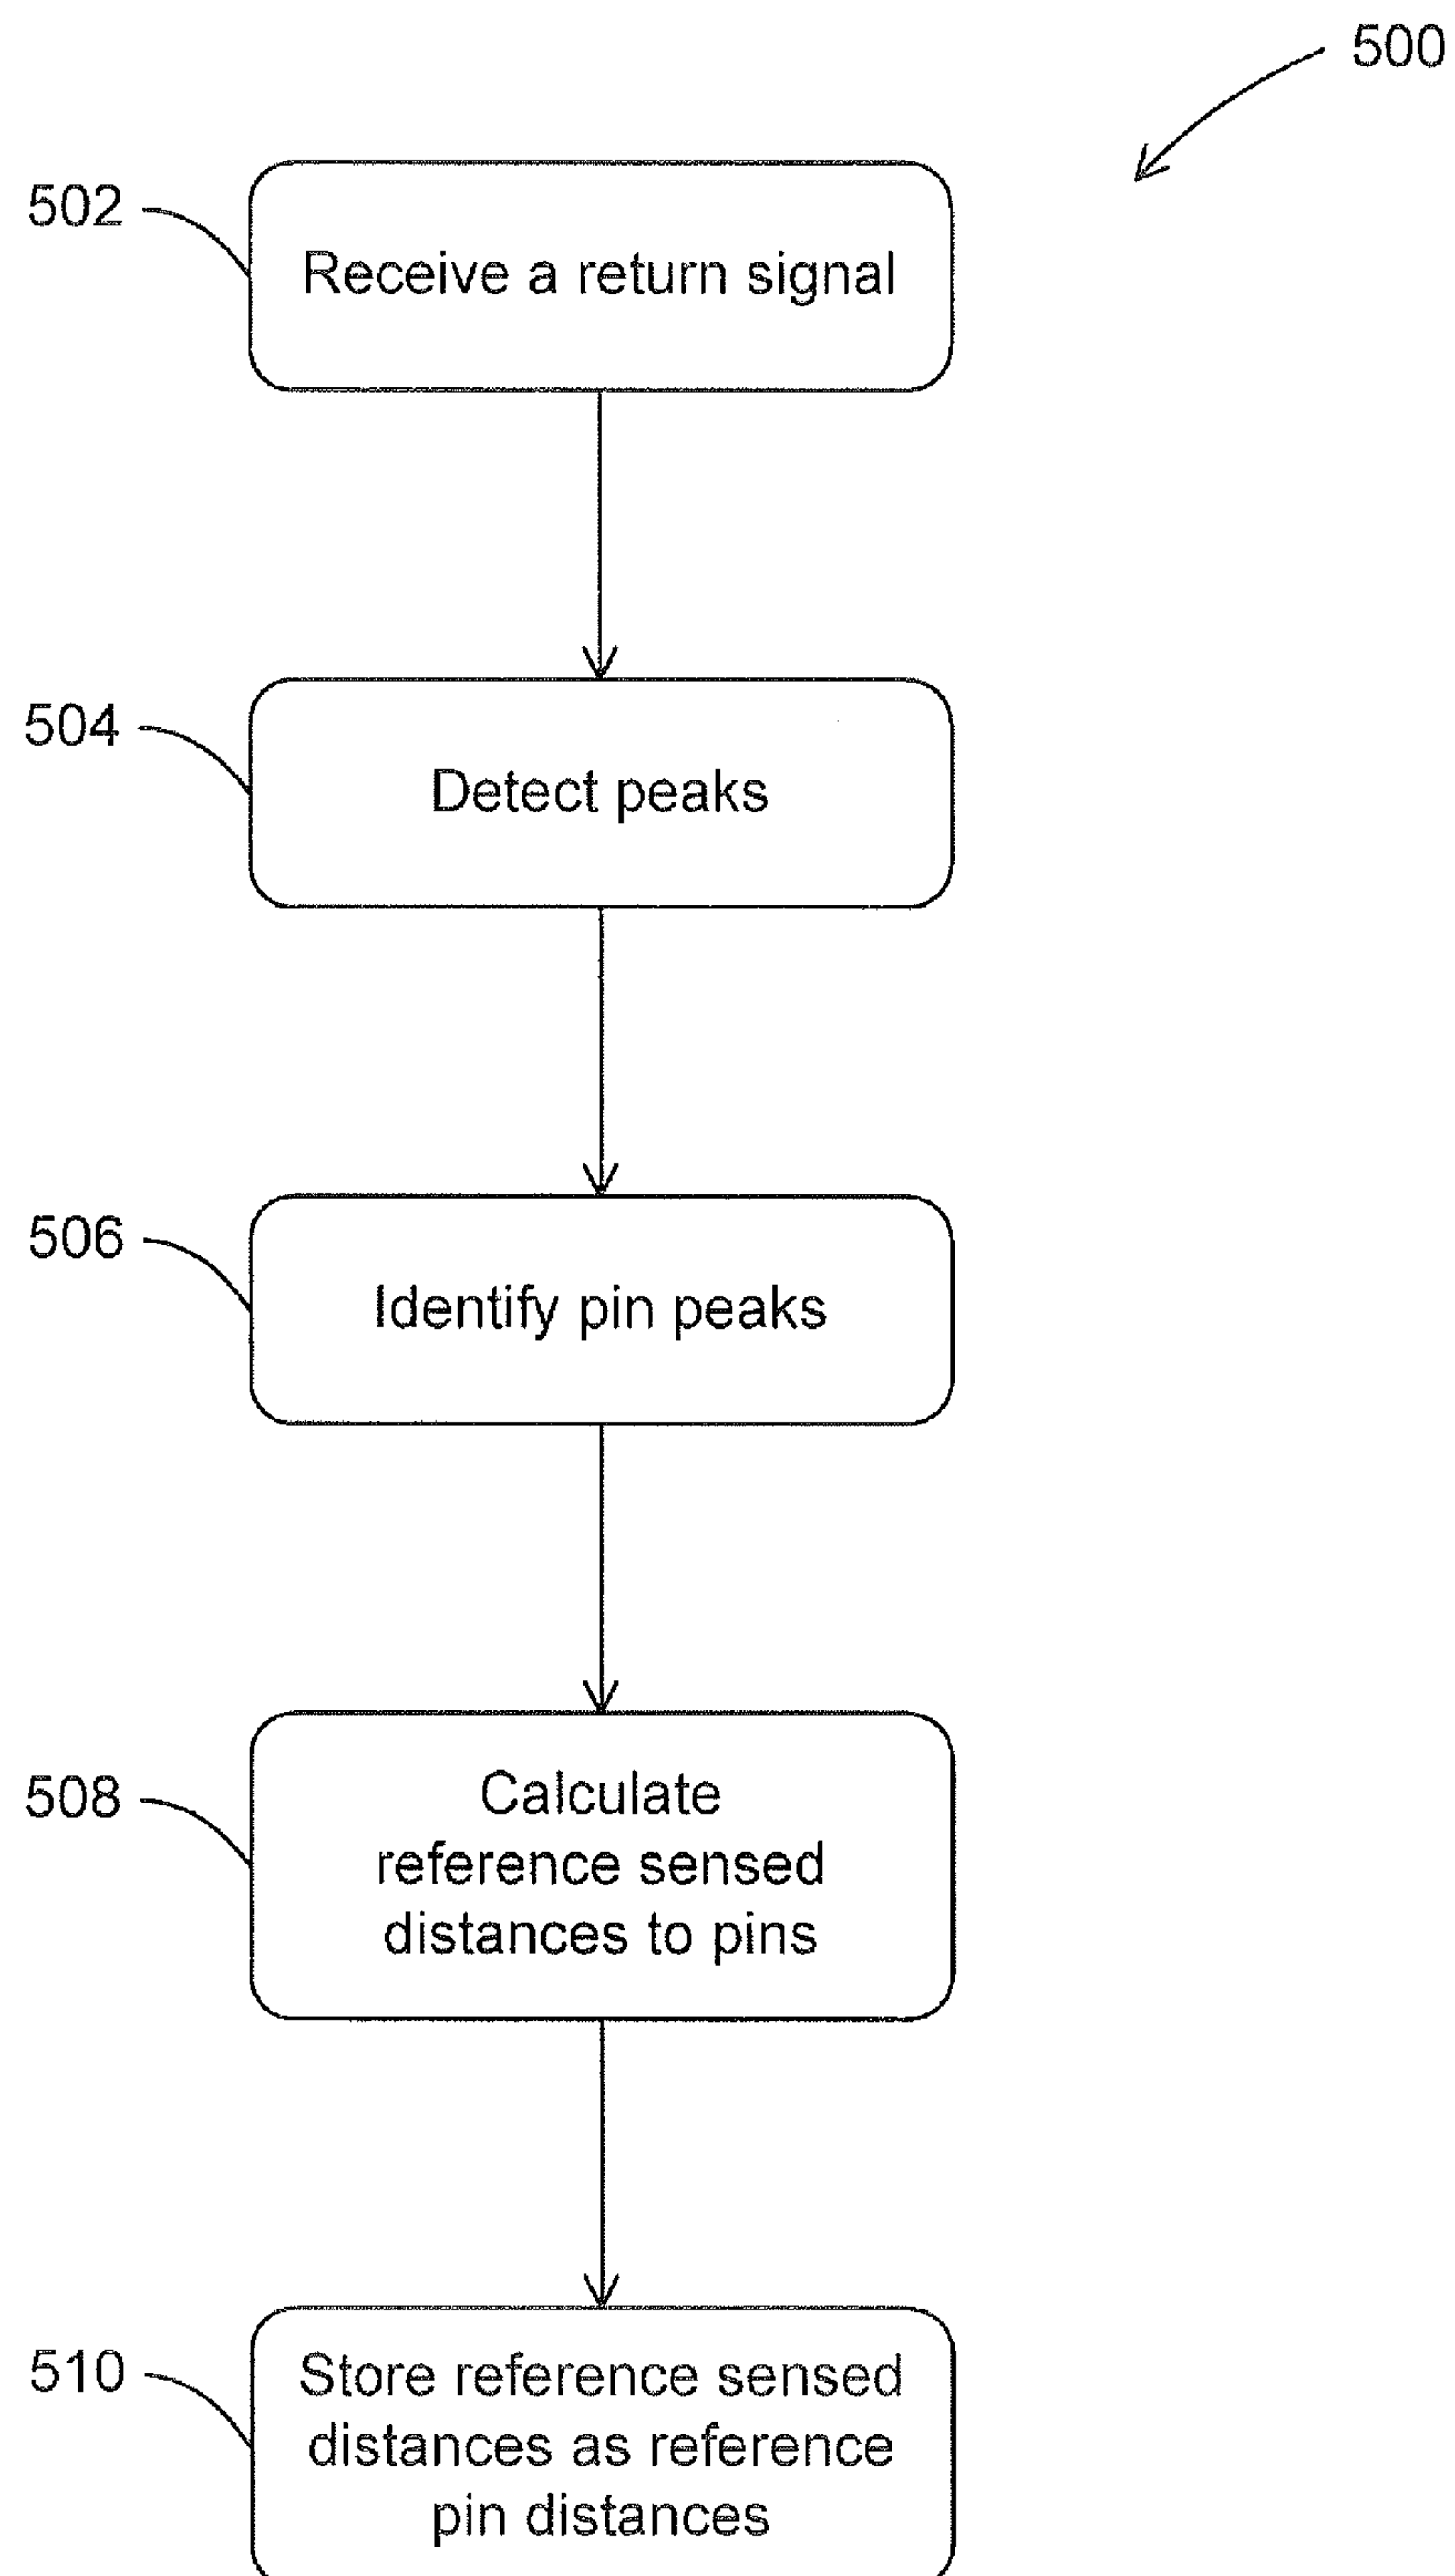 500
502
Receive a return signal
504
Detect peaks
506
Identify pin peaks
508
Calculate
reference sensed
distances to pins
510
Store reference sensed
distances as reference
pin distances